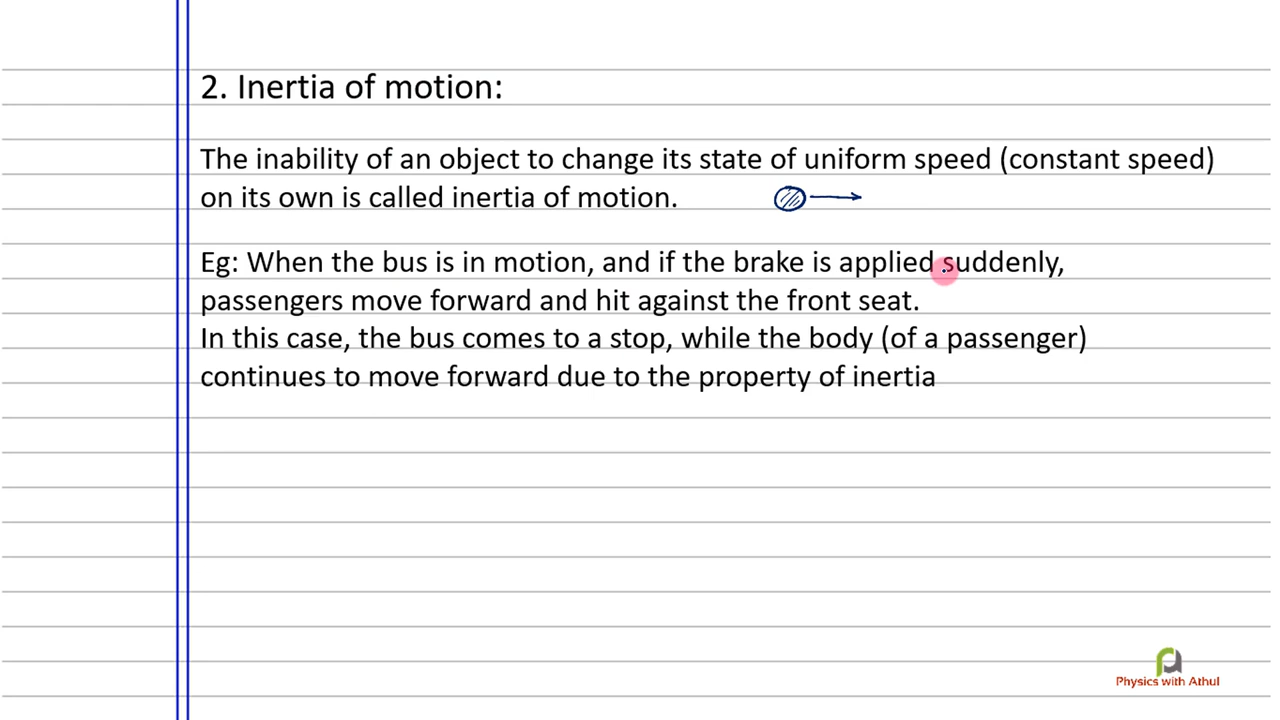 2. Inertia of motion:
The inability of an object to change its state of uniform speed (constant speed)
on its own is called inertia of motion.
Eg: When the bus is in motion, and if the brake is applied suddenly,
passengers move forward and hit against the front seat.
In this case, the bus comes to a stop, while the body (of a passenger)
continues to move forward due to the property of inertia
Physics with Athul